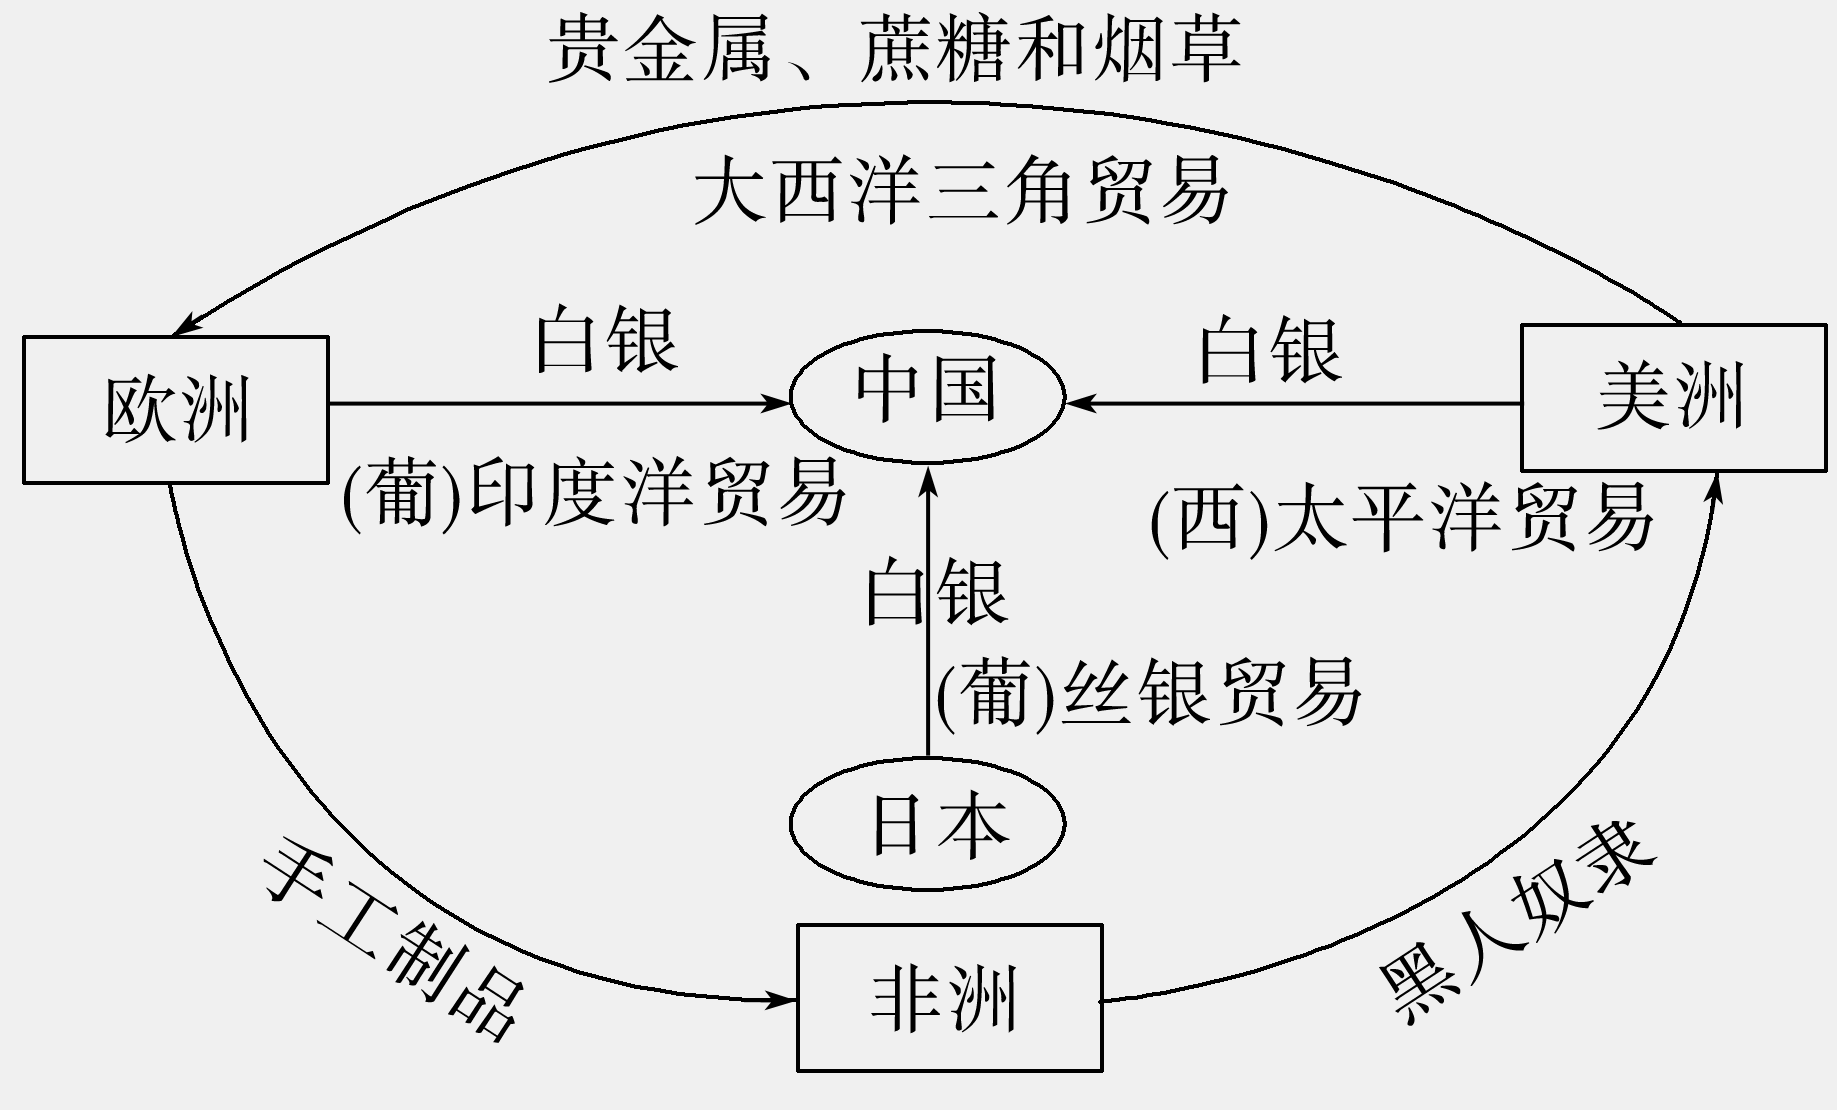 贵金属、蔗糖和烟草
大西洋三角贸易
白银
白银
欧洲
中国
美洲
(葡)印度洋贸易
(西)太平洋贸易
白银
(葡)丝银贸易
日本
手工制品
黑人奴隶
非洲